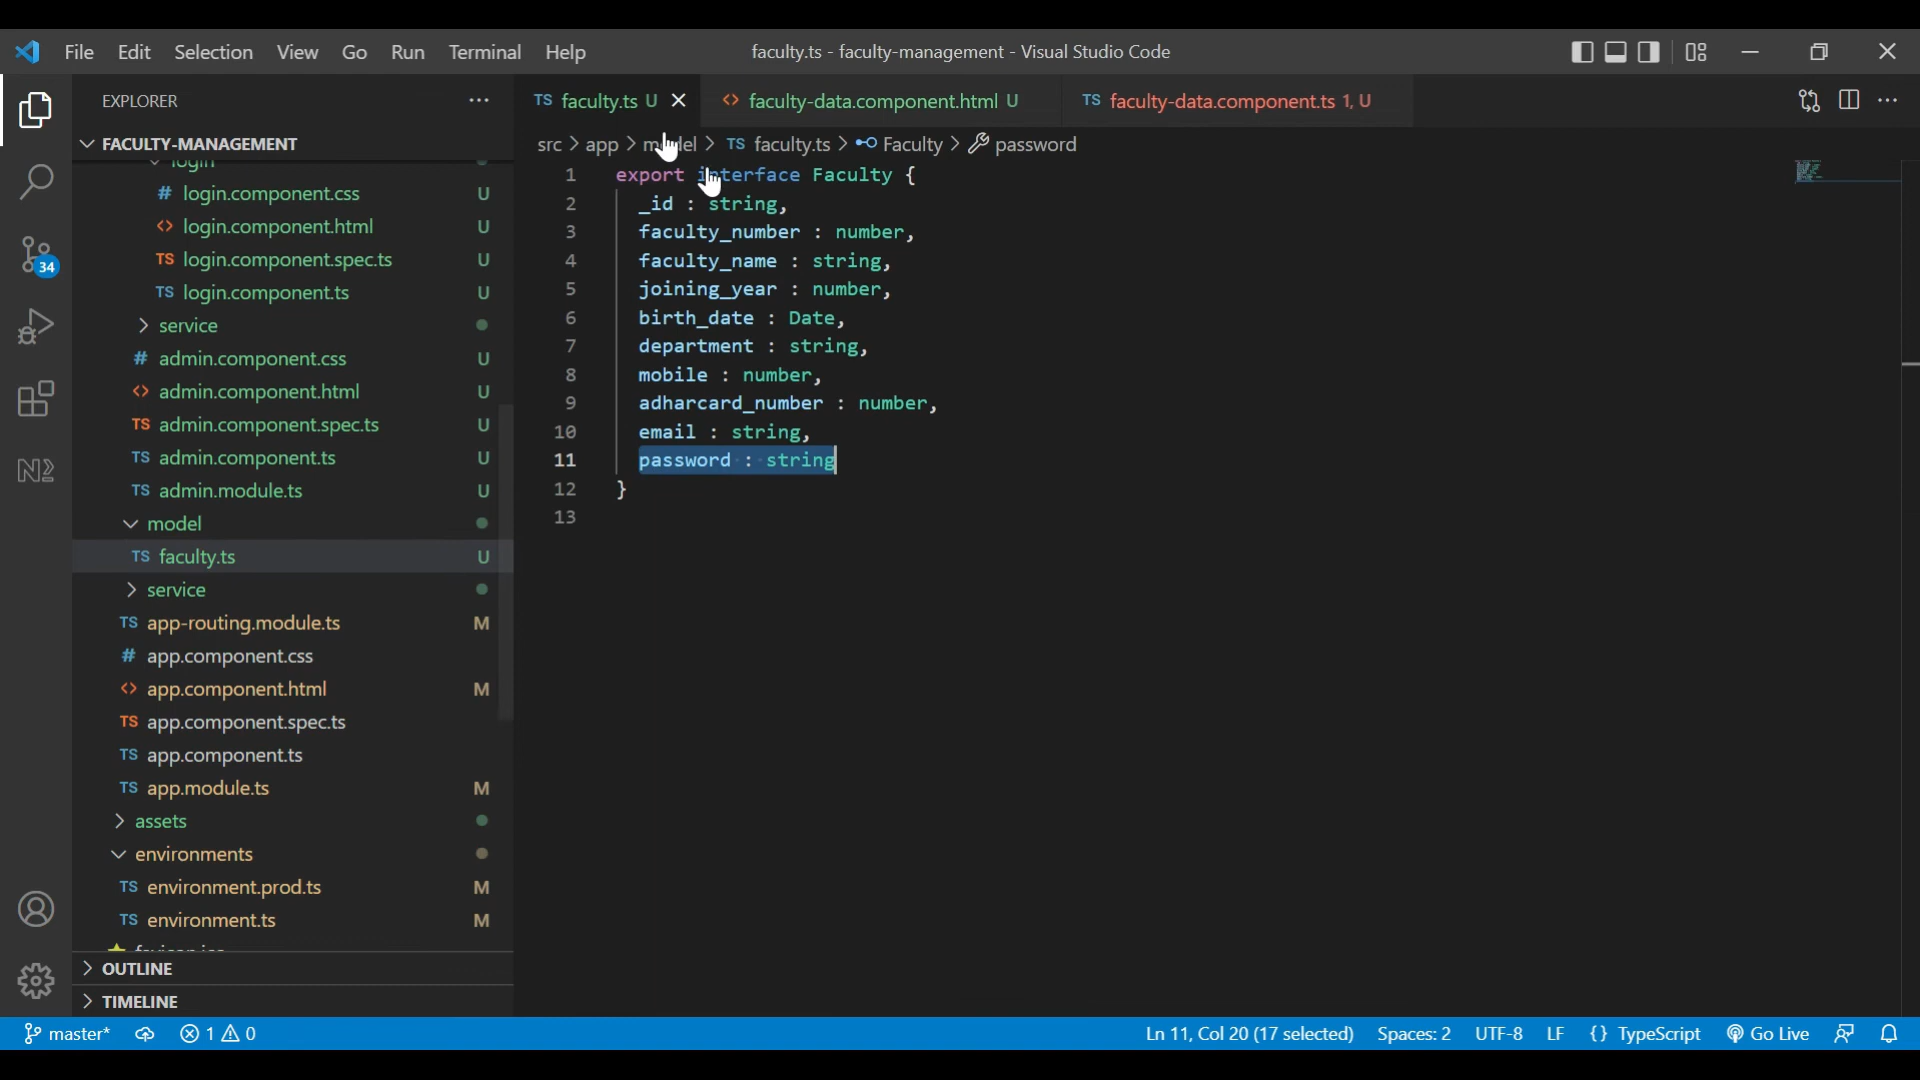 File Edit Selection View Go Run Terminal Help
faculty.ts - faculty-management - Visual Studio Code
EXPLORER
FACULTY-MANAGEMENT
login
# login.component.css U
<> login.component.html U
TS login.component.spec.ts U
TS login.component.ts U
service
# admin.component.css U
<> admin.component.html U
TS admin.component.spec.ts U
TS admin.component.ts U
TS admin.module.ts U
model
TS faculty.ts U
service
TS app-routing.module.ts M
# app.component.css
<> app.component.html M
TS app.component.spec.ts
TS app.component.ts
TS app.module.ts M
assets
environments
TS environment.prod.ts M
TS environment.ts M
OUTLINE
TIMELINE
34
TS faculty.ts U
<> faculty-data.component.html U
TS faculty-data.component.ts 1, U
src > app > model > TS faculty.ts > Faculty > password
1 export interface Faculty {
2 _id : string,
3 faculty_number : number,
4 faculty_name : string,
5 joining_year : number,
6 birth_date : Date,
7 department : string,
8 mobile : number,
9 adharcard_number : number,
10 email : string,
11 password : string
12 }
13
master* 1 0
Ln 11, Col 20 (17 selected) Spaces: 2 UTF-8 LF {} TypeScript Go Live